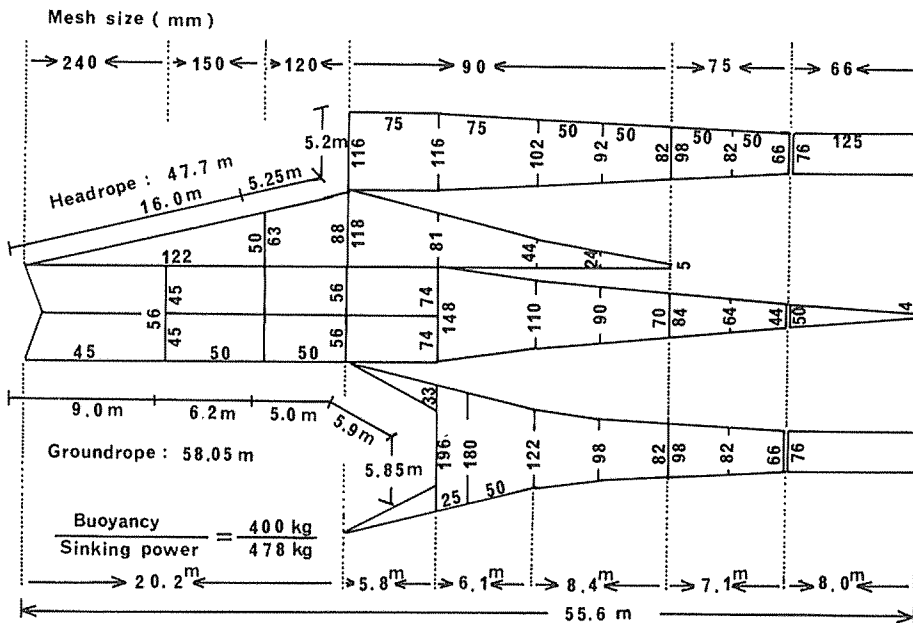 Mesh size ( mm)
240 150 120 90 75 66
75 75 50 50 50 50 125
5.2m 116 116 102 92 82 98 82 66 76
Headrope : 47.7 m
16.0m 5.25m
50 63 88 118 81 44 24 5
122
45 56 74
56 148 110 90 70 84 64 44 50 4
45 56 74
45 50 50
9.0m 6.2m 5.0m 5.9m 33
Groundrope : 58.05 m
5.85m 196 180 122 98 82 98 82 66 76
25 50
Buoyancy / Sinking power = 400 kg / 478 kg
20.2m 5.8m 6.1m 8.4m 7.1m 8.0m
55.6 m